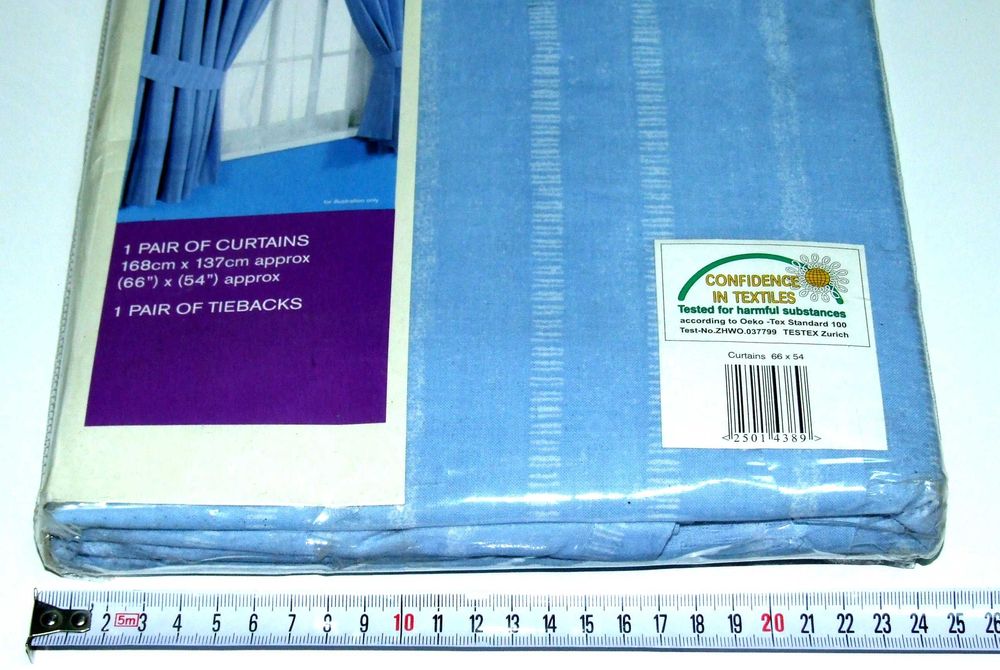 for illustration only
1 PAIR OF CURTAINS
168cm x 137cm approx
(66") x (54") approx
1 PAIR OF TIEBACKS
CONFIDENCE
IN TEXTILES
Tested for harmful substances
according to Oeko -Tex Standard 100
Test-No.ZHWO.037799 TESTEX Zurich
Curtains 66 x 54
<2501 4389>
2 5m 3 4 5 6 7 8 9 10 11 12 13 14 15 16 17 18 19 20 21 22 23 24 25 26